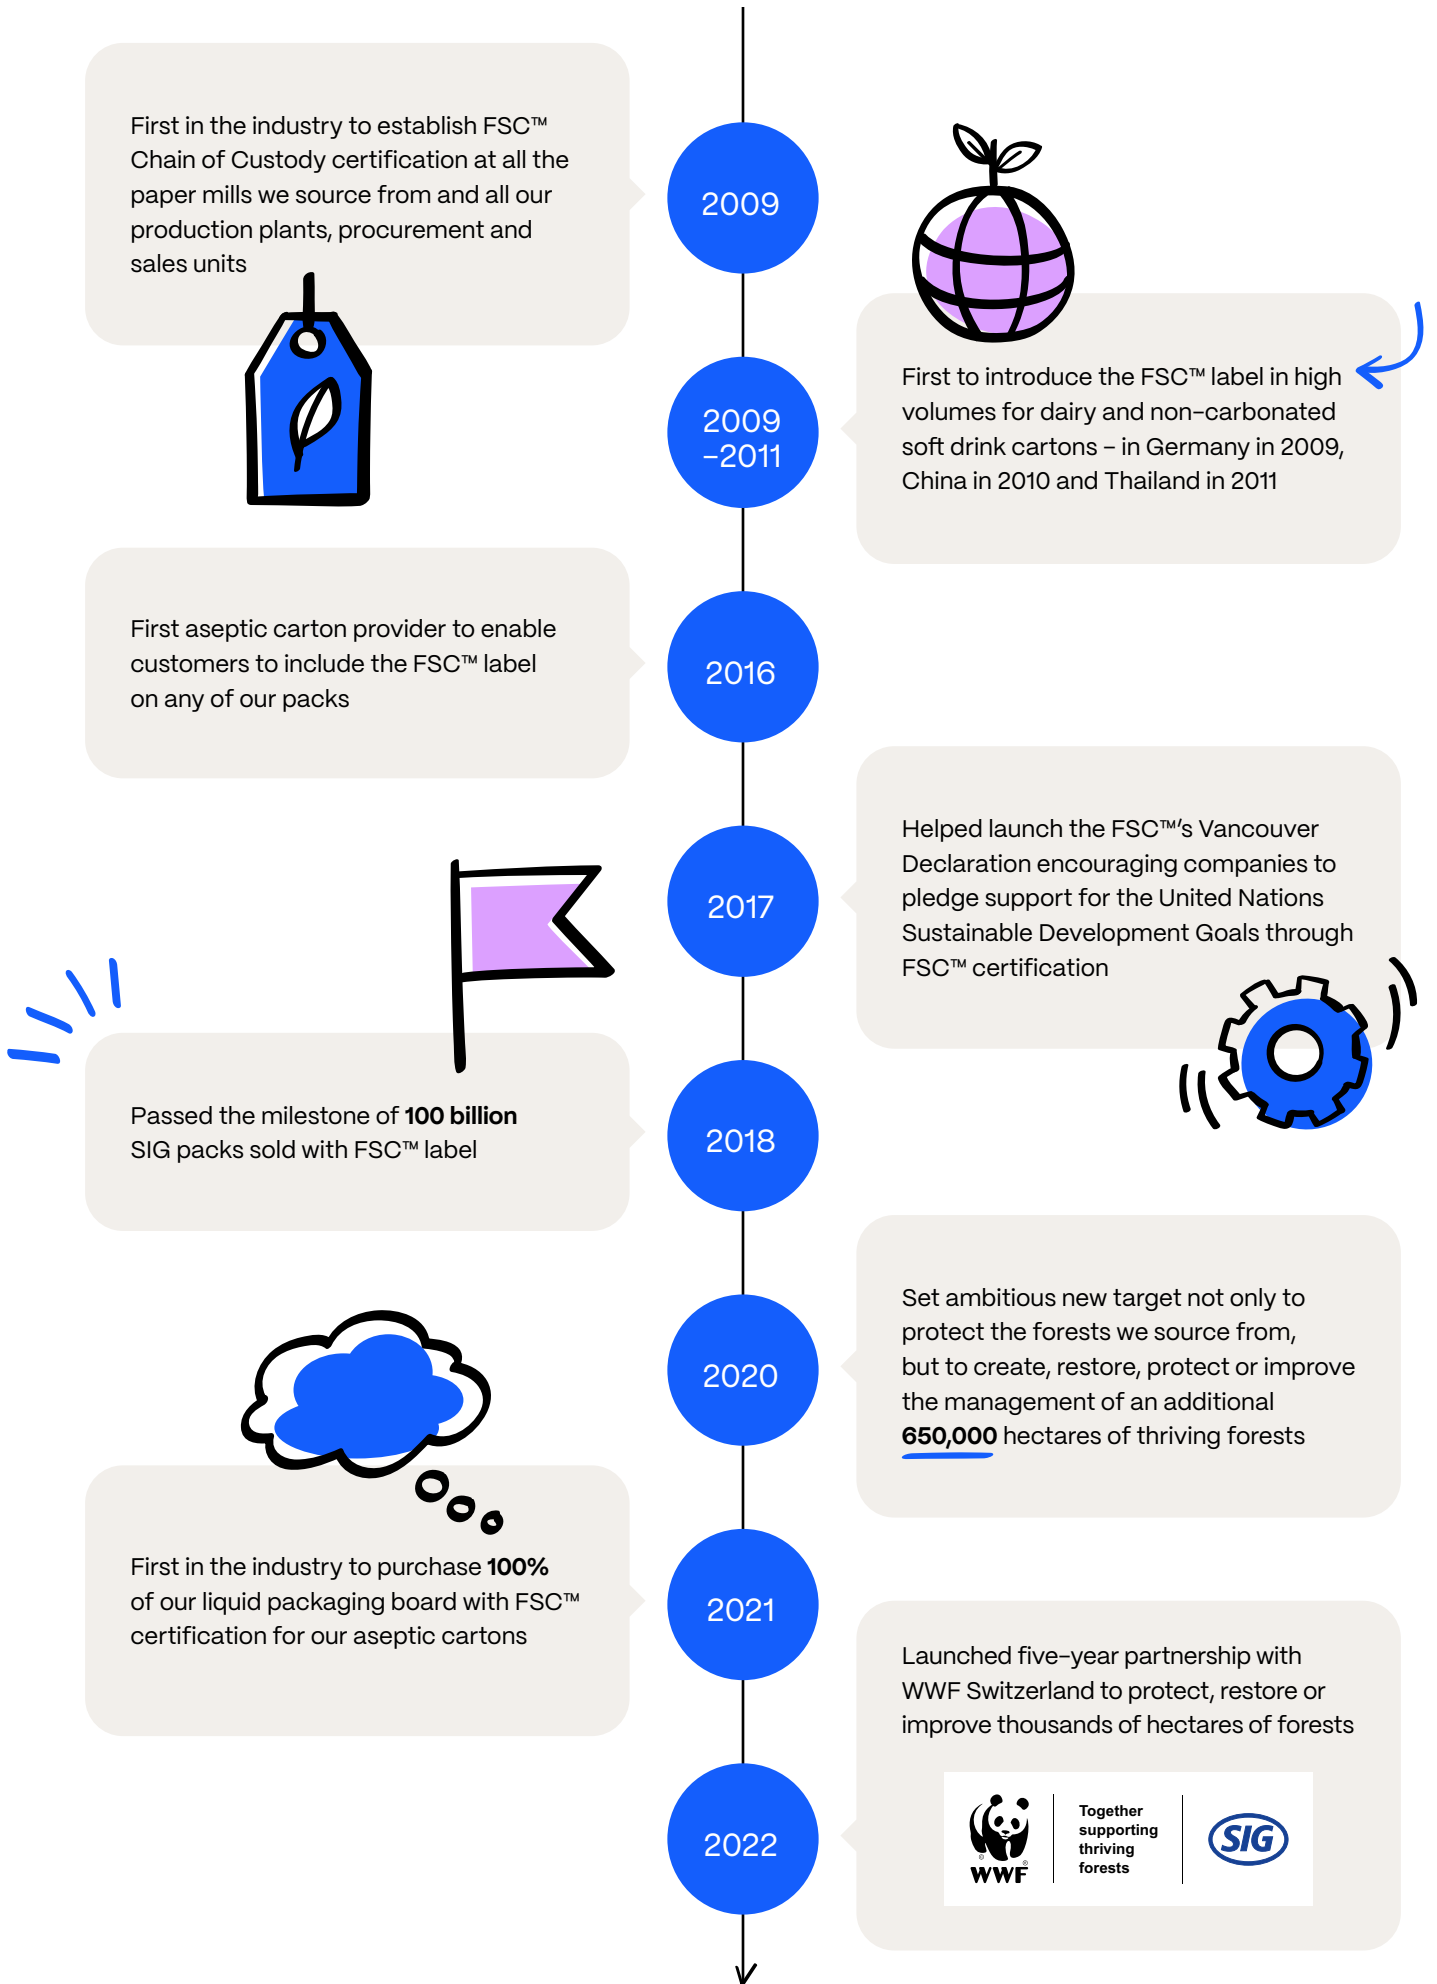 First in the industry to establish FSC™
Chain of Custody certification at all the
paper mills we source from and all our
production plants, procurement and
sales units
2009
2009
–2011
First to introduce the FSC™ label in high
volumes for dairy and non-carbonated
soft drink cartons – in Germany in 2009,
China in 2010 and Thailand in 2011
First aseptic carton provider to enable
customers to include the FSC™ label
on any of our packs
2016
2017
Helped launch the FSC™'s Vancouver
Declaration encouraging companies to
pledge support for the United Nations
Sustainable Development Goals through
FSC™ certification
Passed the milestone of 100 billion
SIG packs sold with FSC™ label
2018
2020
Set ambitious new target not only to
protect the forests we source from,
but to create, restore, protect or improve
the management of an additional
650,000 hectares of thriving forests
First in the industry to purchase 100%
of our liquid packaging board with FSC™
certification for our aseptic cartons
2021
2022
Launched five-year partnership with
WWF Switzerland to protect, restore or
improve thousands of hectares of forests
©
®
WWF
Together
supporting
thriving
forests
SIG